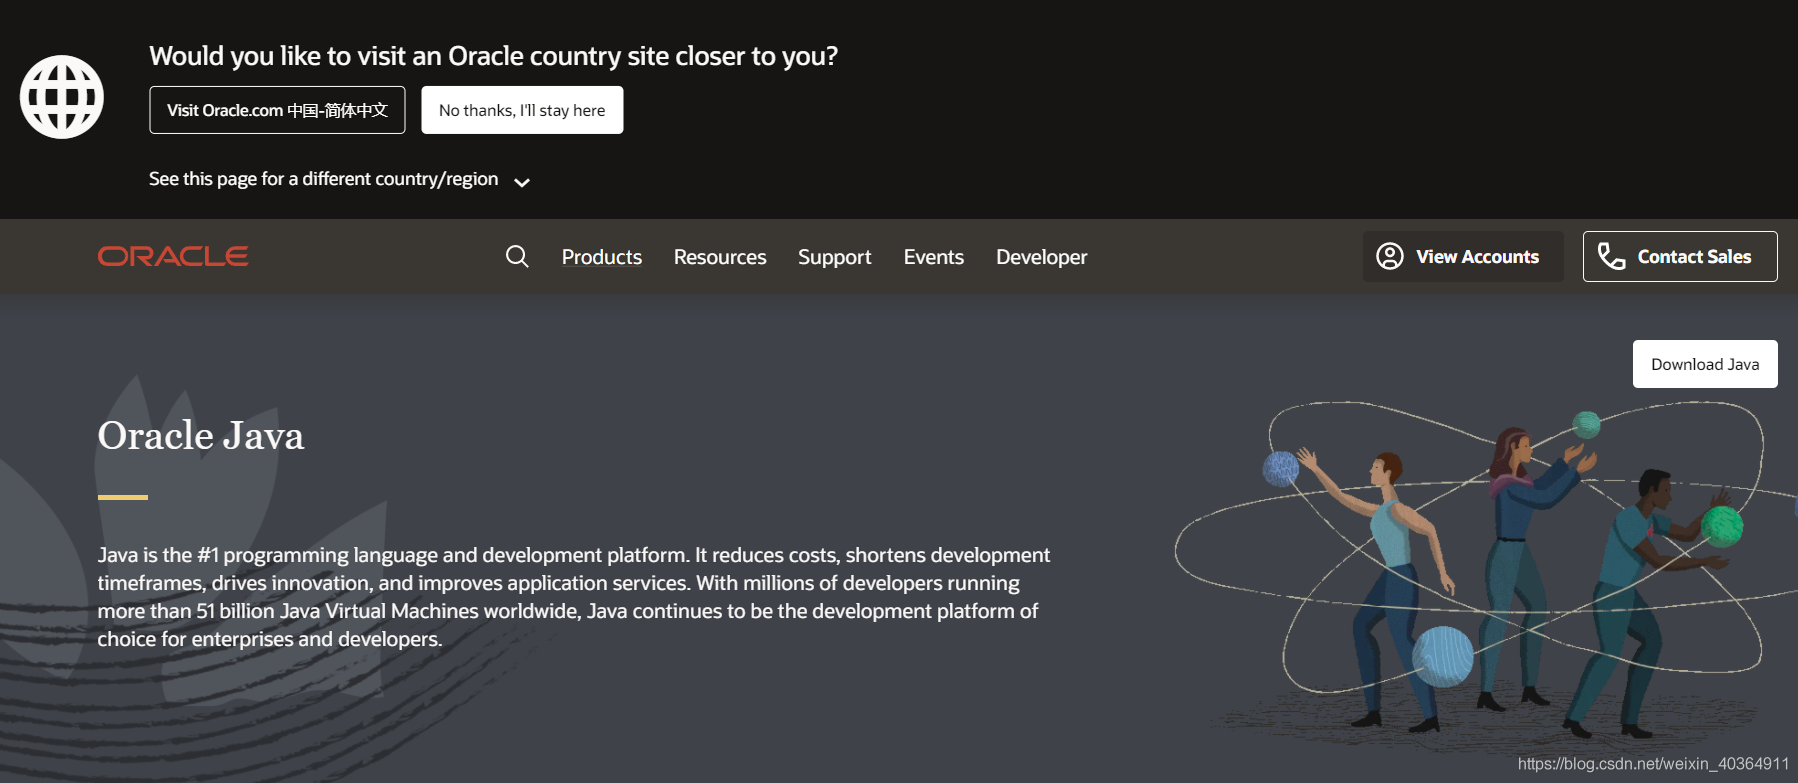 Would you like to visit an Oracle country site closer to you?
Visit Oracle.com 中国-简体中文
No thanks, I'll stay here
See this page for a different country/region
ORACLE
Products
Resources
Support
Events
Developer
View Accounts
Contact Sales
Download Java
Oracle Java
Java is the #1 programming language and development platform. It reduces costs, shortens development
timeframes, drives innovation, and improves application services. With millions of developers running
more than 51 billion Java Virtual Machines worldwide, Java continues to be the development platform of
choice for enterprises and developers.
https://blog.csdn.net/weixin_40364911